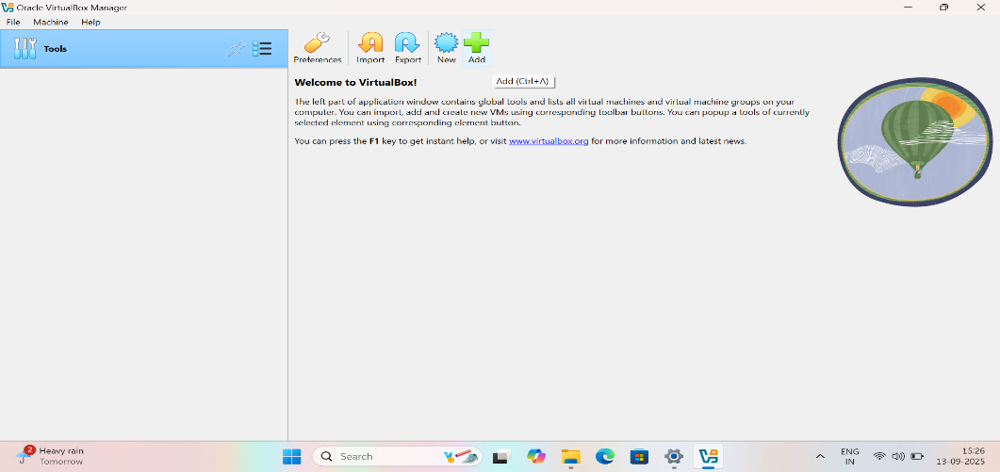 Oracle VirtualBox Manager
File Machine Help
Tools
Preferences Import Export New Add
Add (Ctrl+A)
Welcome to VirtualBox!
The left part of application window contains global tools and lists all virtual machines and virtual machine groups on your
computer. You can import, add and create new VMs using corresponding toolbar buttons. You can popup a tools of currently
selected element using corresponding element button.
You can press the F1 key to get instant help, or visit www.virtualbox.org for more information and latest news.
2
Heavy rain
Tomorrow
Search
ENG
IN
15:26
13-09-2025